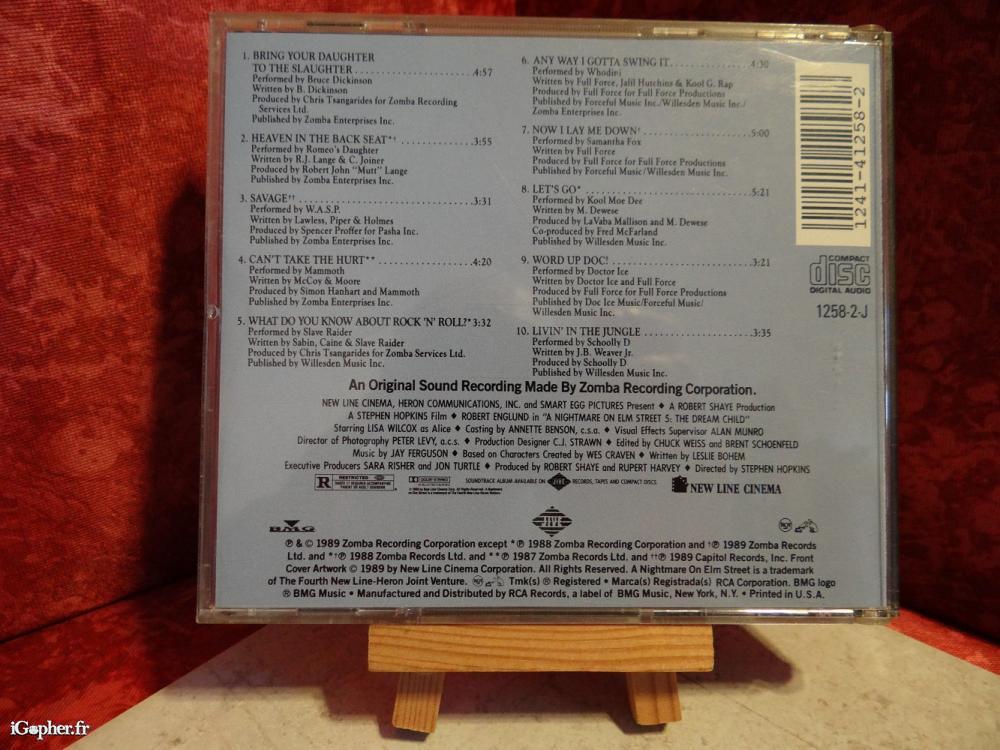 1. BRING YOUR DAUGHTER
TO THE SLAUGHTER ........................4:57
Performed by Bruce Dickinson
Written by B. Dickinson
Produced by Chris Tsangarides for Zomba Recording
Services Ltd.
Published by Zomba Enterprises Inc.
2. HEAVEN IN THE BACK SEAT*† ................3:55
Performed by Romeo's Daughter
Written by R.J. Lange & C. Joiner
Produced by Robert John "Mutt" Lange
Published by Zomba Enterprises Inc.
3. SAVAGE†† ................3:31
Performed by W.A.S.P.
Written by Lawless, Piper & Holmes
Produced by Spencer Proffer for Pasha Inc.
Published by Zomba Enterprises Inc.
4. CAN'T TAKE THE HURT** ................4:20
Performed by Mammoth
Written by McCoy & Moore
Produced by Simon Hanhart and Mammoth
Published by Zomba Enterprises Inc.
5. WHAT DO YOU KNOW ABOUT ROCK 'N' ROLL?* 3:32
Performed by Slave Raider
Written by Sabin, Caine & Slave Raider
Produced by Chris Tsangarides for Zomba Services Ltd.
Published by Willesden Music Inc.
6. ANY WAY I GOTTA SWING IT ................4:30
Performed by Whodini
Written by Full Force, Jalil Hutchins & Kool G. Rap
Produced by Full Force for Full Force Productions
Published by Forceful Music Inc./Willesden Music Inc./
Zomba Enterprises Inc.
7. NOW I LAY ME DOWN† ................5:00
Performed by Samantha Fox
Written by Full Force
Produced by Full Force for Full Force Productions
Published by Forceful Music/Willesden Music Inc.
8. LET'S GO* ................5:21
Performed by Kool Moe Dee
Written by M. Dewese
Produced by LaVaba Mallison and M. Dewese
Co-produced by Fred McFarland
Published by Willesden Music Inc.
9. WORD UP DOC! ................3:21
Performed by Doctor Ice
Written by Doctor Ice and Full Force
Produced by Full Force for Full Force Productions
Published by Doc Ice Music/Forceful Music/
Willesden Music Inc.
10. LIVIN' IN THE JUNGLE ................3:35
Performed by Schoolly D
Written by J.B. Weaver Jr.
Produced by Schoolly D
Published by Willesden Music Inc.
1241-41258-2
COMPACT
disc
DIGITAL AUDIO
1258-2-J
An Original Sound Recording Made By Zomba Recording Corporation.
NEW LINE CINEMA, HERON COMMUNICATIONS, INC. and SMART EGG PICTURES Present ♦ A ROBERT SHAYE Production
A STEPHEN HOPKINS Film ♦ ROBERT ENGLUND in "A NIGHTMARE ON ELM STREET 5: THE DREAM CHILD"
Starring LISA WILCOX as Alice ♦ Casting by ANNETTE BENSON, c.s.a. ♦ Visual Effects Supervisor ALAN MUNRO
Director of Photography PETER LEVY, a.c.s. ♦ Production Designer C.J. STRAWN ♦ Edited by CHUCK WEISS and BRENT SCHOENFELD
Music by JAY FERGUSON ♦ Based on Characters Created by WES CRAVEN ♦ Written by LESLIE BOHEM
Executive Producers SARA RISHER and JON TURTLE ♦ Produced by ROBERT SHAYE and RUPERT HARVEY ♦ Directed by STEPHEN HOPKINS
R RESTRICTED
DOLBY STEREO
SOUNDTRACK ALBUM AVAILABLE ON JIVE RECORDS, TAPES AND COMPACT DISCS.
NEW LINE CINEMA
BMG
JIVE
RCA
℗ & © 1989 Zomba Recording Corporation except *℗ 1988 Zomba Recording Corporation and †℗ 1989 Zomba Records
Ltd. and *†℗ 1988 Zomba Records Ltd. and **℗ 1987 Zomba Records Ltd. and ††℗ 1989 Capitol Records, Inc. Front
Cover Artwork © 1989 by New Line Cinema Corporation. All Rights Reserved. A Nightmare On Elm Street is a trademark
of The Fourth New Line-Heron Joint Venture. RCA Tmk(s) ® Registered • Marca(s) Registrada(s) RCA Corporation. BMG logo
® BMG Music • Manufactured and Distributed by RCA Records, a label of BMG Music, New York, N.Y. • Printed in U.S.A.
iGopher.fr